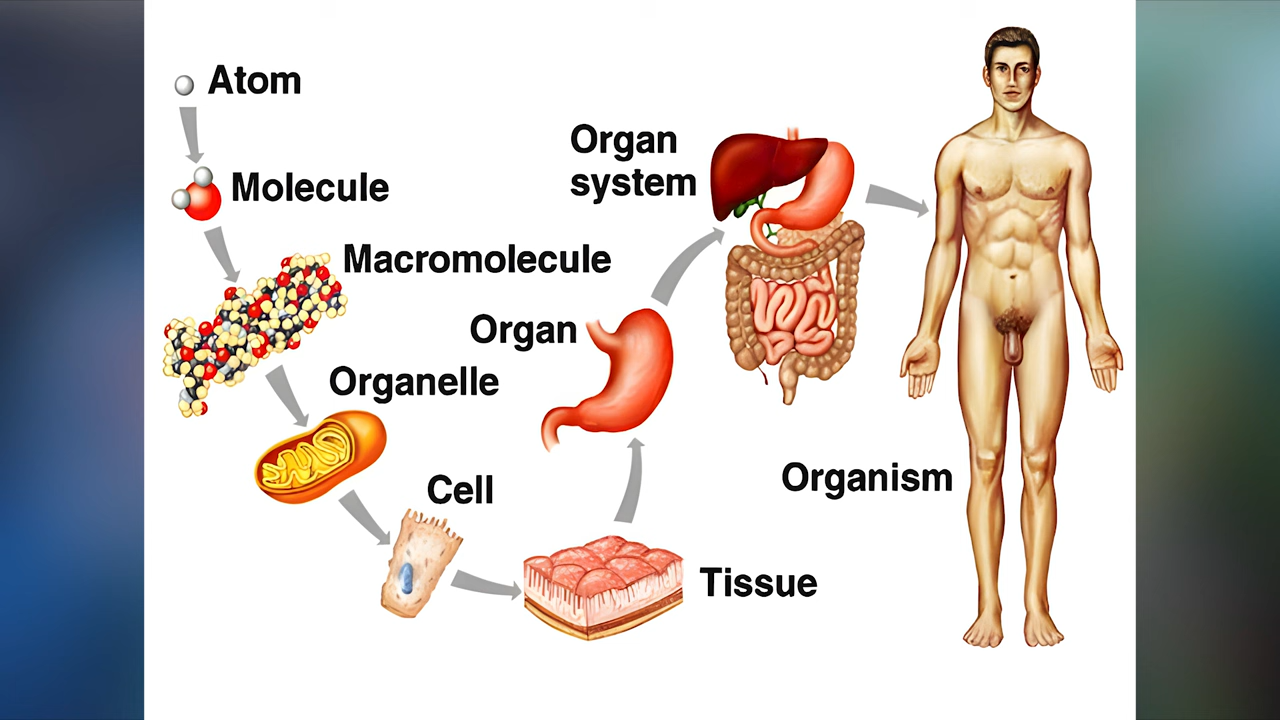 Atom
Molecule
Macromolecule
Organelle
Cell
Tissue
Organ
Organ
system
Organism